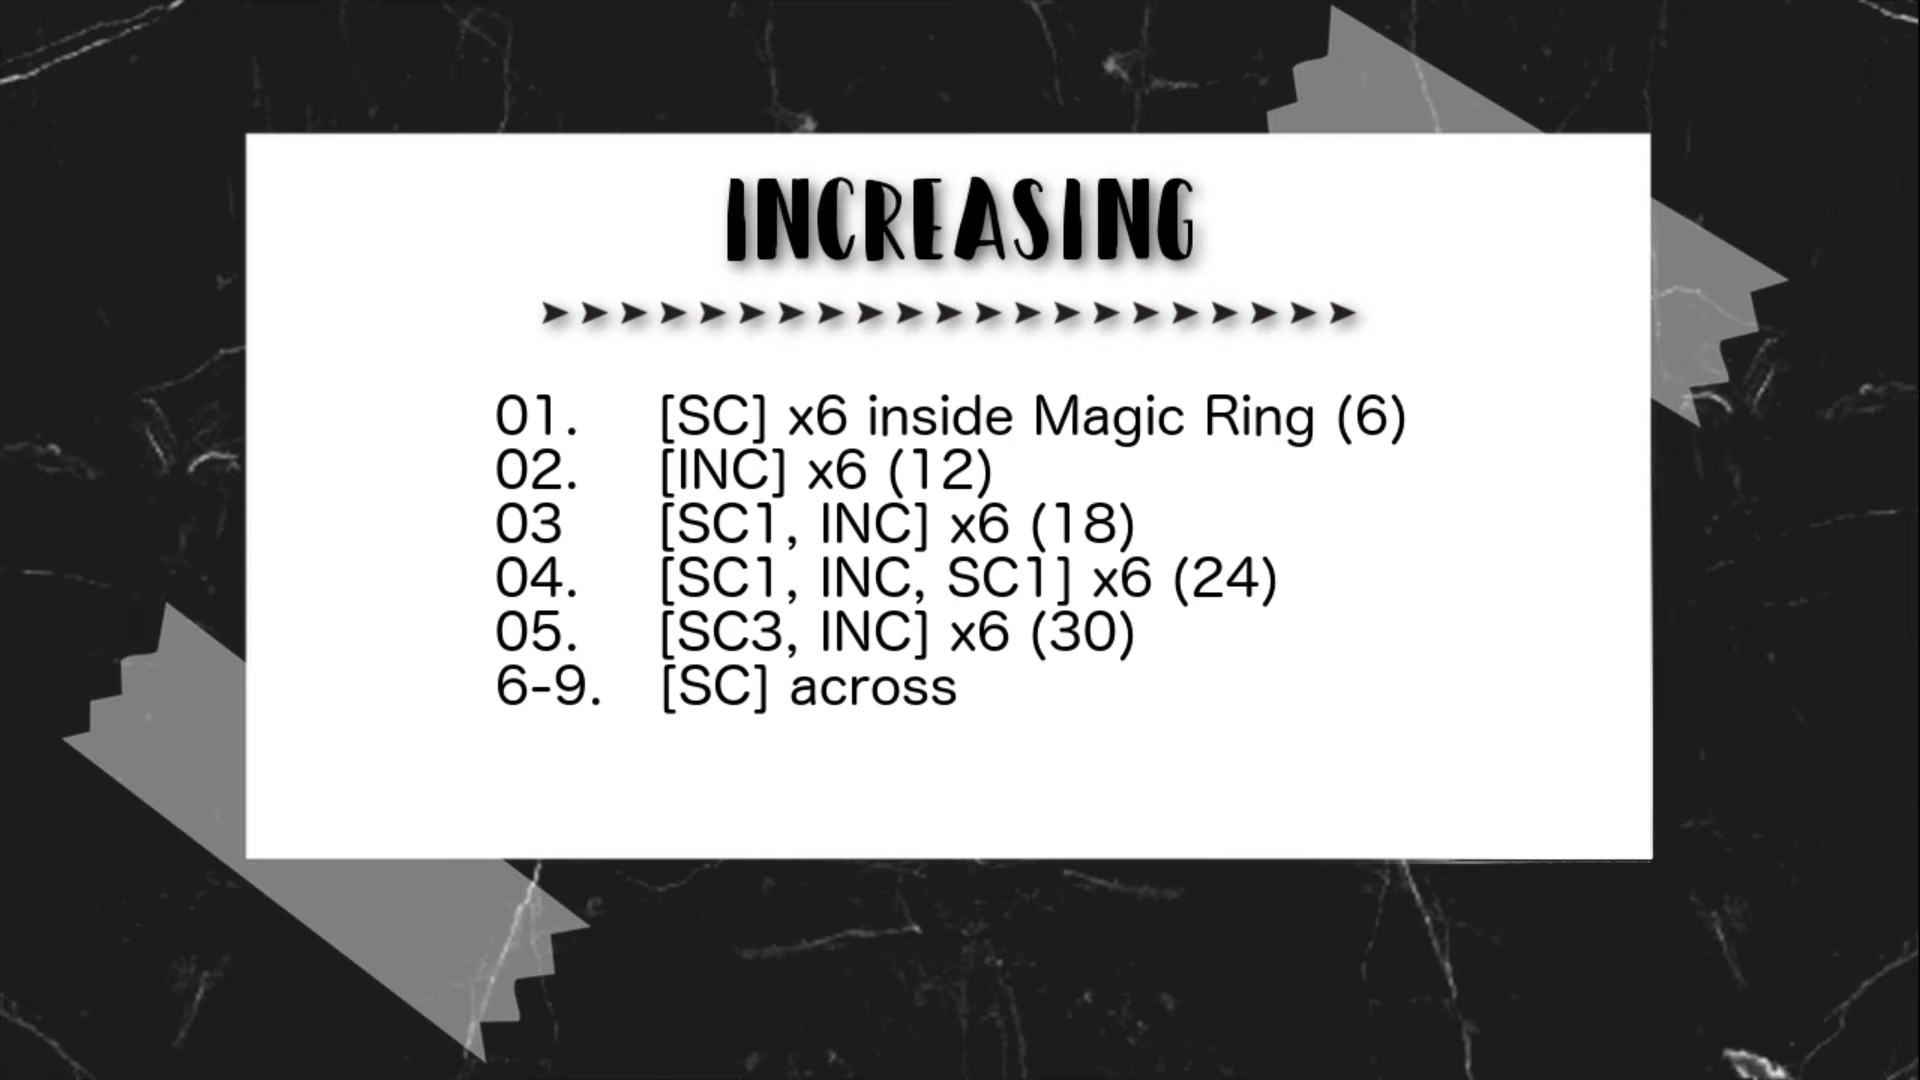 INCREASING
01. [SC] x6 inside Magic Ring (6)
02. [INC] x6 (12)
03 [SC1, INC] x6 (18)
04. [SC1, INC, SC1] x6 (24)
05. [SC3, INC] x6 (30)
6-9. [SC] across